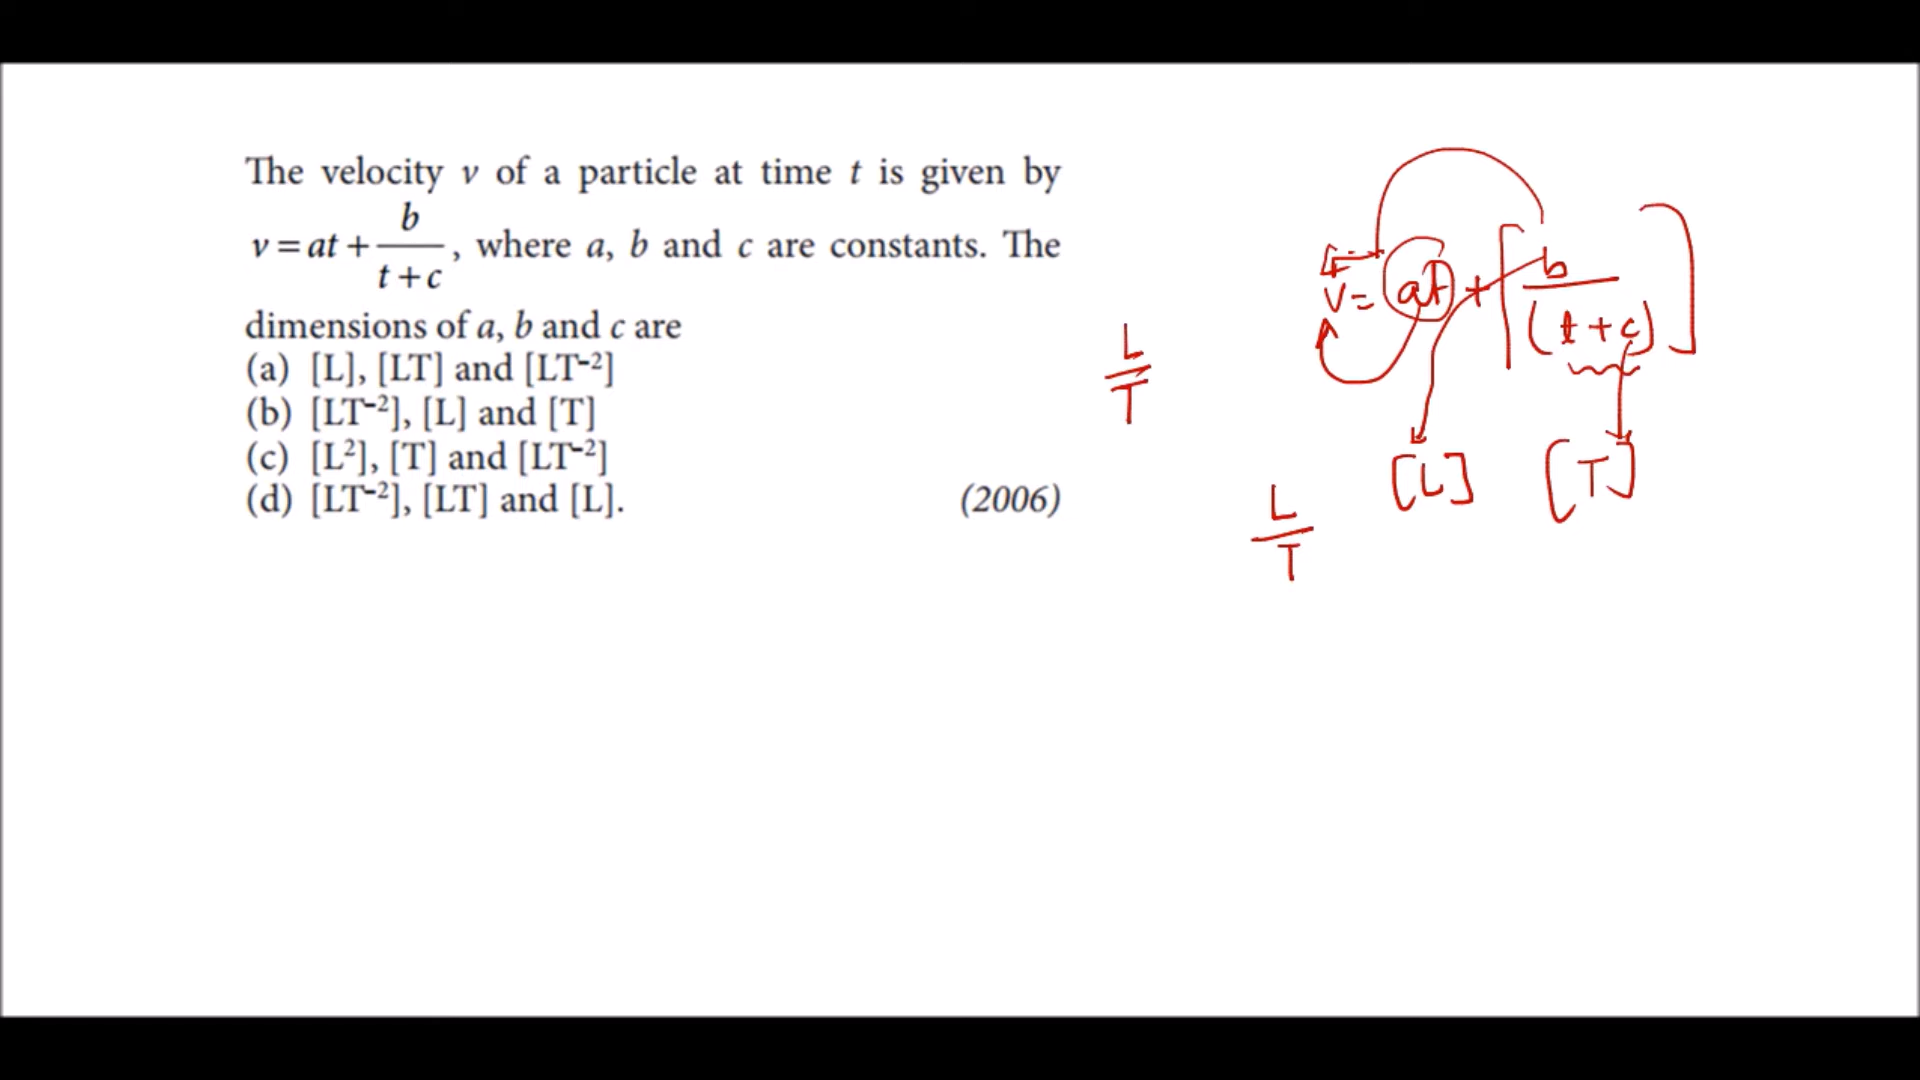 The velocity v of a particle at time t is given by
v = at + b/(t + c), where a, b and c are constants. The
dimensions of a, b and c are
(a) [L], [LT] and [LT⁻²]
(b) [LT⁻²], [L] and [T]
(c) [L²], [T] and [LT⁻²]
(d) [LT⁻²], [LT] and [L]. (2006)
v = at + [b/(t + c)]
L/T
[L] [T]
L/T